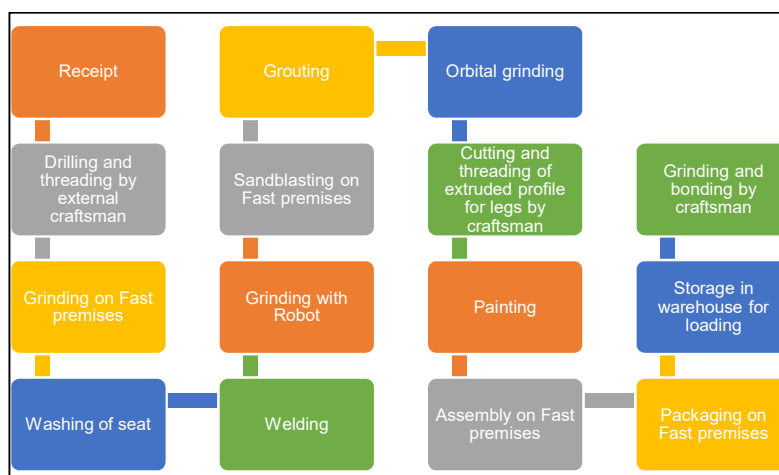 Receipt
Drilling and
threading by
external
craftsman
Grinding on Fast
premises
Washing of seat
Welding
Grinding with
Robot
Sandblasting on
Fast premises
Grouting
Orbital grinding
Cutting and
threading of
extruded profile
for legs by
craftsman
Painting
Assembly on Fast
premises
Packaging on
Fast premises
Storage in
warehouse for
loading
Grinding and
bonding by
craftsman